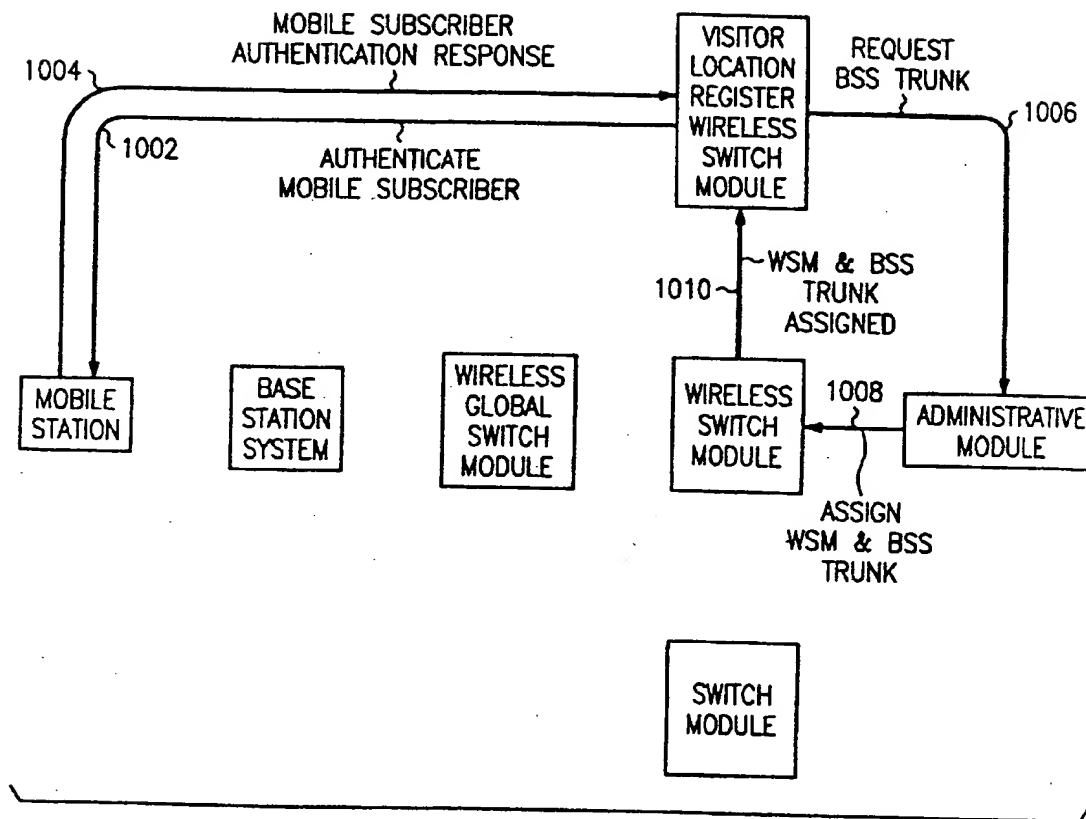 MOBILE SUBSCRIBER
AUTHENTICATION RESPONSE
1004
1002
AUTHENTICATE
MOBILE SUBSCRIBER
VISITOR
LOCATION
REGISTER
WIRELESS
SWITCH
MODULE
REQUEST
BSS TRUNK
1006
1010
WSM & BSS
TRUNK
ASSIGNED
MOBILE
STATION
BASE
STATION
SYSTEM
WIRELESS
GLOBAL
SWITCH
MODULE
WIRELESS
SWITCH
MODULE
1008
ADMINISTRATIVE
MODULE
ASSIGN
WSM & BSS
TRUNK
SWITCH
MODULE